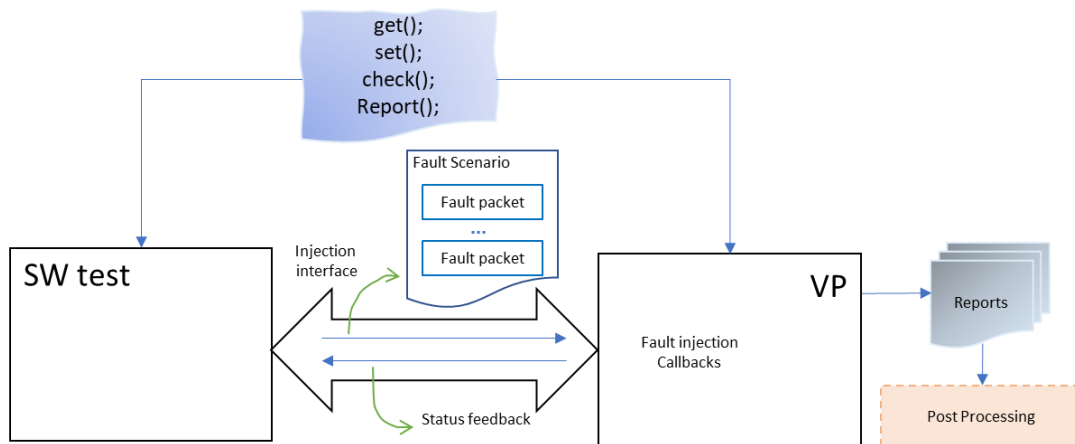 get();
set();
check();
Report();
Fault Scenario
Fault packet
...
Fault packet
Injection
interface
SW test
VP
Fault injection
Callbacks
Reports
Status feedback
Post Processing